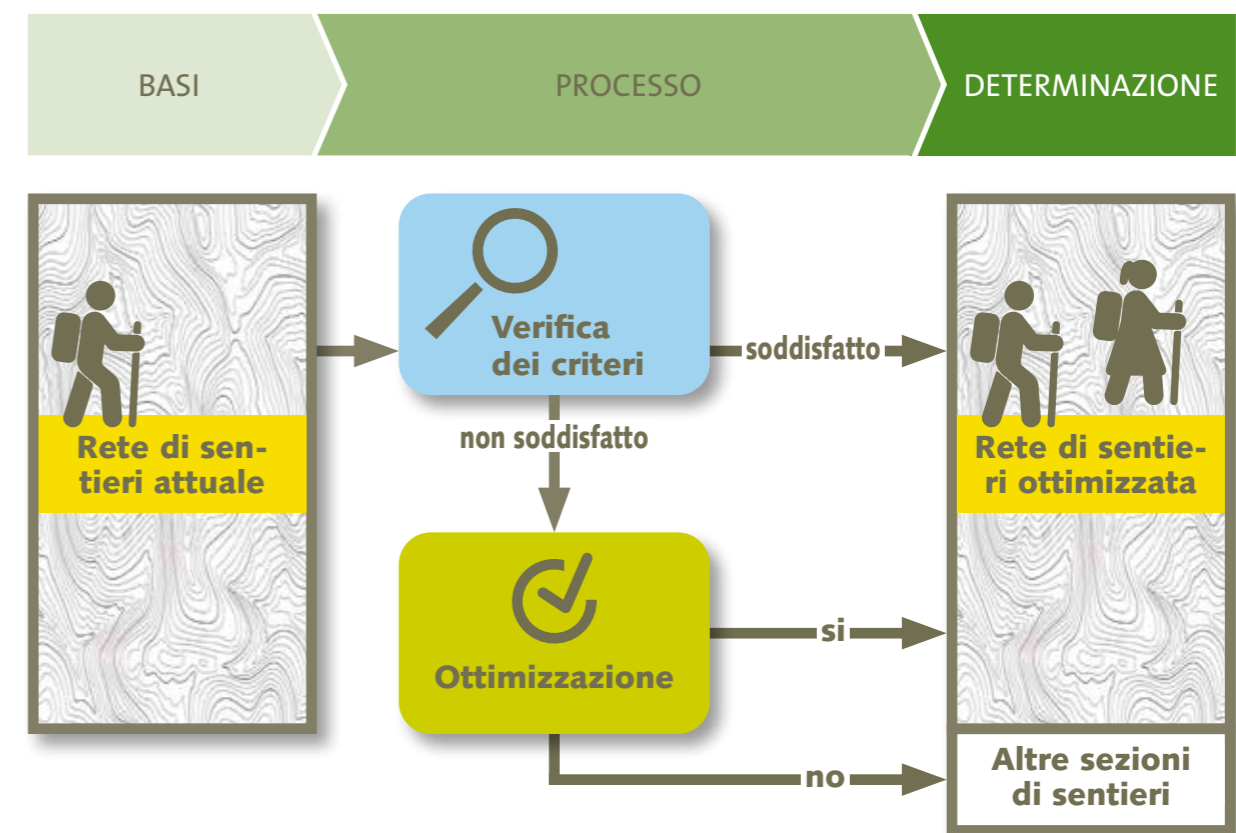 BASI
PROCESSO
DETERMINAZIONE
Rete di sen-
tieri attuale
Verifica
dei criteri
soddisfatto
non soddisfatto
Rete di sentie-
ri ottimizzata
Ottimizzazione
si
no
Altre sezioni
di sentieri